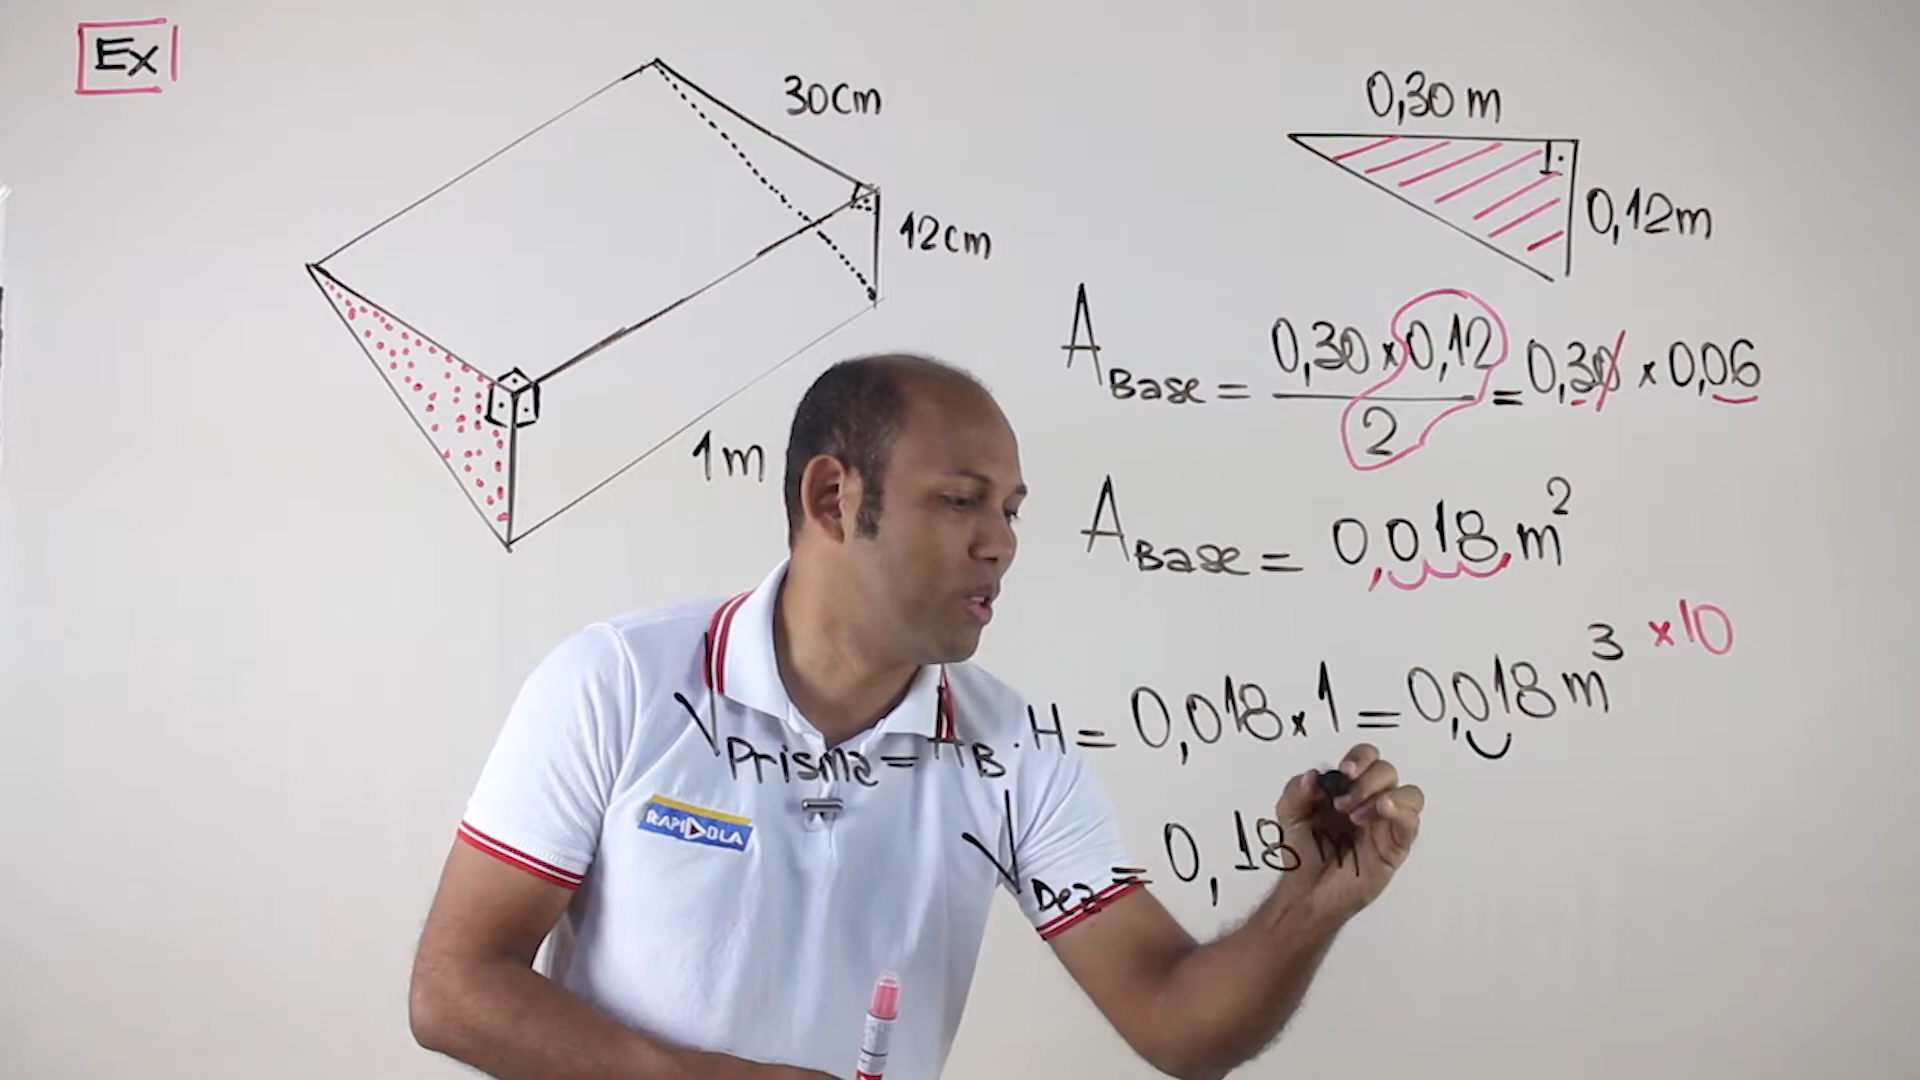 Ex
30cm
12cm
1m
0,30 m
0,12m
A Base = 0,30 × 0,12 / 2 = 0,30 × 0,06
A Base = 0,018 m²
V Prisma = A B . H = 0,018 × 1 = 0,018 m³ × 10
V Dez = 0,18 m
RAPIDOLA